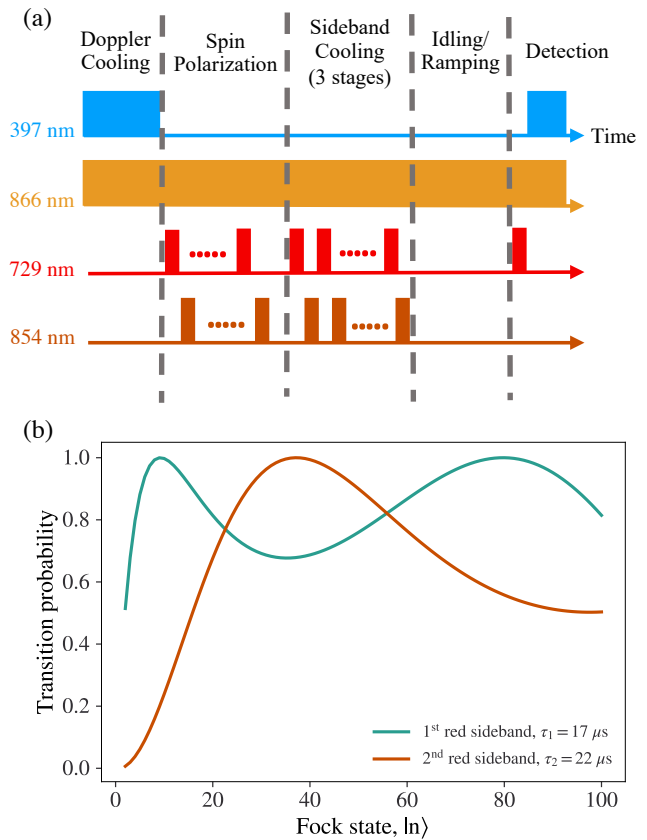 (a)
Doppler
Cooling
Spin
Polarization
Sideband
Cooling
(3 stages)
Idling/
Ramping
Detection
397 nm
Time
866 nm
729 nm
854 nm
(b)
Transition probability
1.0
0.8
0.6
0.4
0.2
0.0
1st red sideband, τ1 = 17 μs
2nd red sideband, τ2 = 22 μs
0 20 40 60 80 100
Fock state, |n⟩